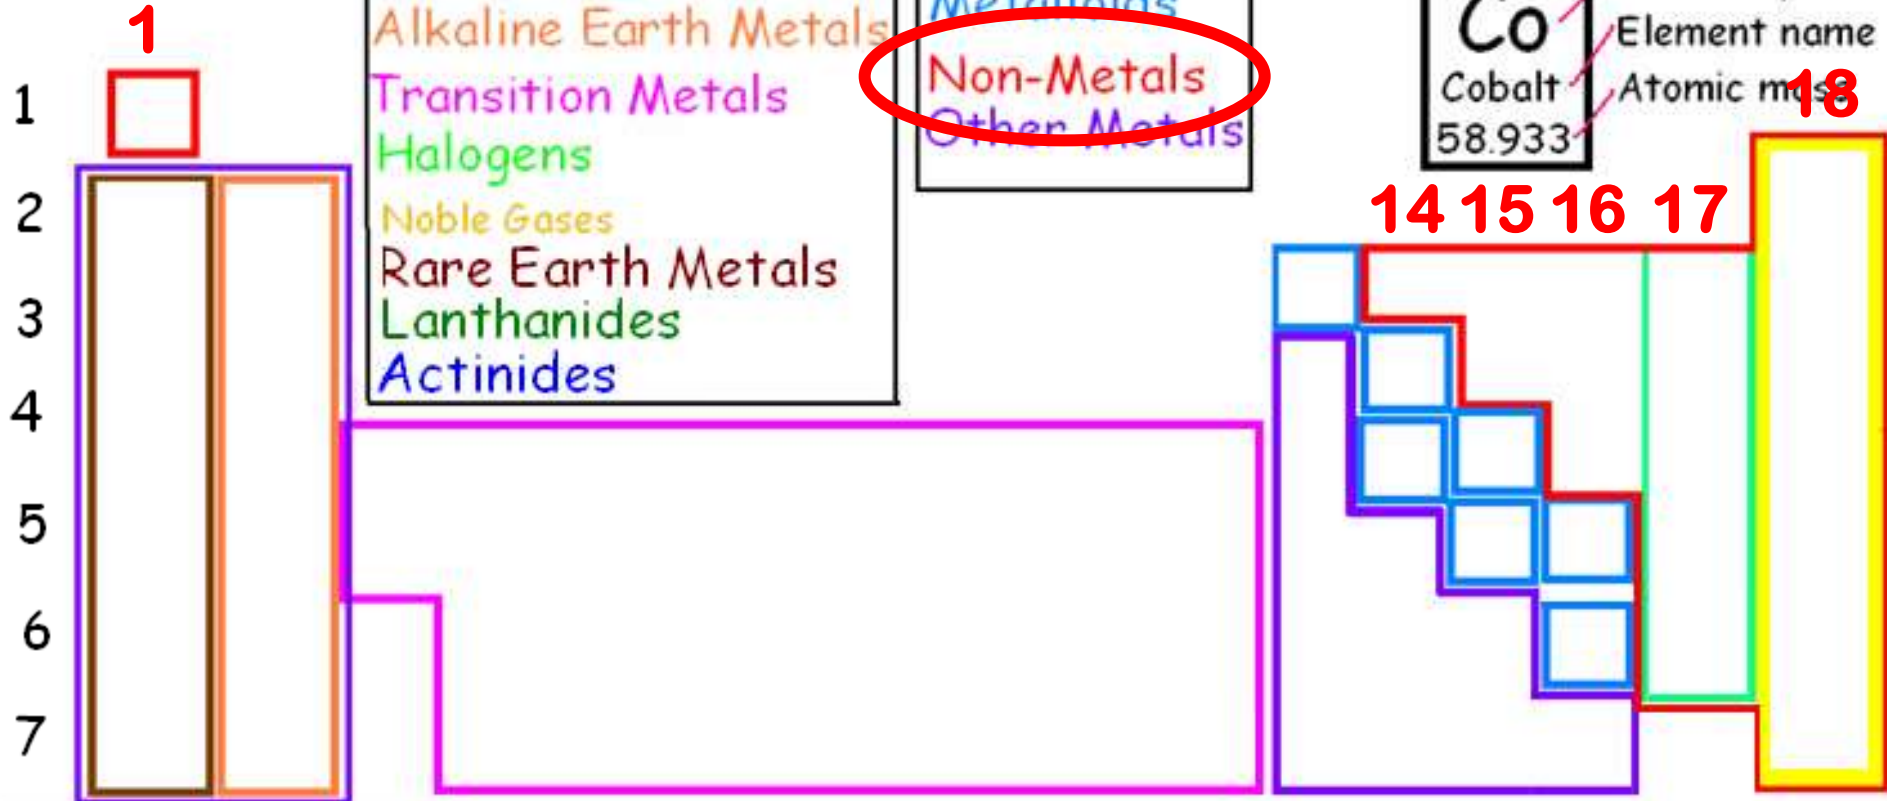 1
Alkaline Earth Metals
Transition Metals
Halogens
Noble Gases
Rare Earth Metals
Lanthanides
Actinides
Metalloids
Non-Metals
Other Metals
Co
Cobalt
58.933
Element name
Atomic mass
18
14 15 16 17
1
2
3
4
5
6
7